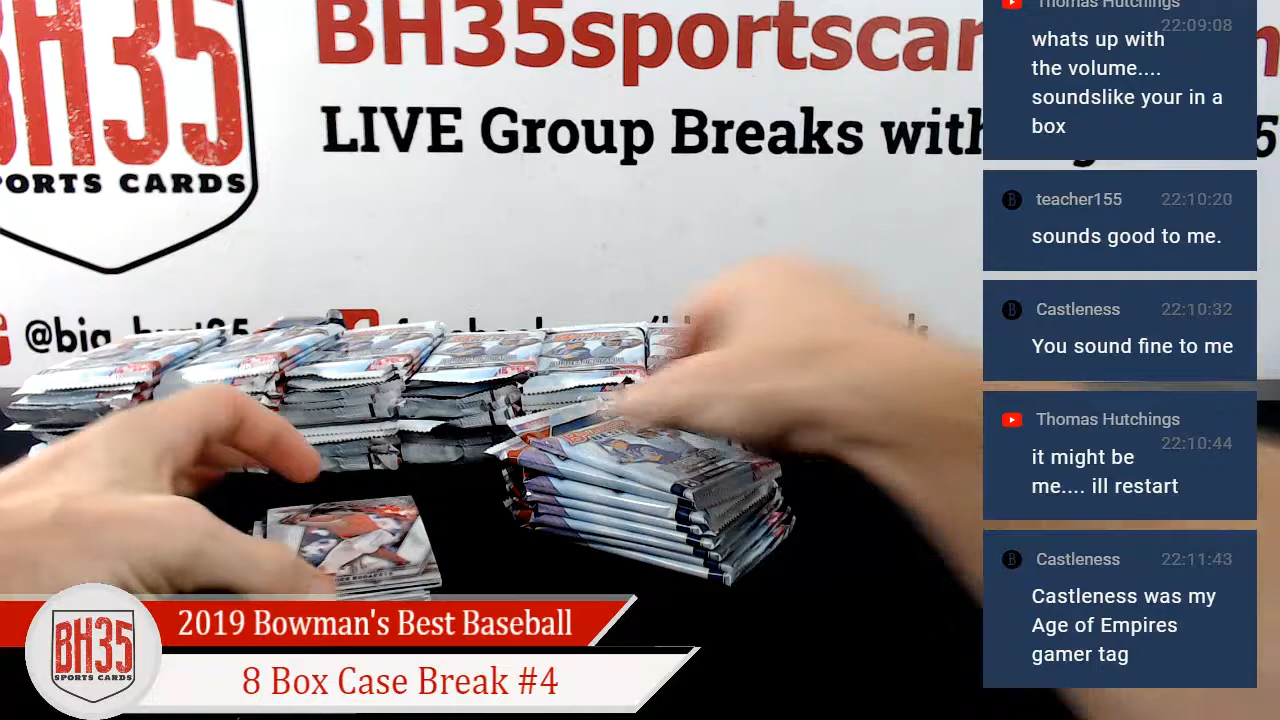 BH35
SPORTS CARDS
BH35sportscar
LIVE Group Breaks with
@big_hurt35
Thomas Hutchings
22:09:08
whats up with
the volume....
soundslike your in a
box
teacher155 22:10:20
sounds good to me.
Castleness 22:10:32
You sound fine to me
Thomas Hutchings
22:10:44
it might be
me.... ill restart
Castleness 22:11:43
Castleness was my
Age of Empires
gamer tag
2019 Bowman's Best Baseball
8 Box Case Break #4
BH35
SPORTS CARDS